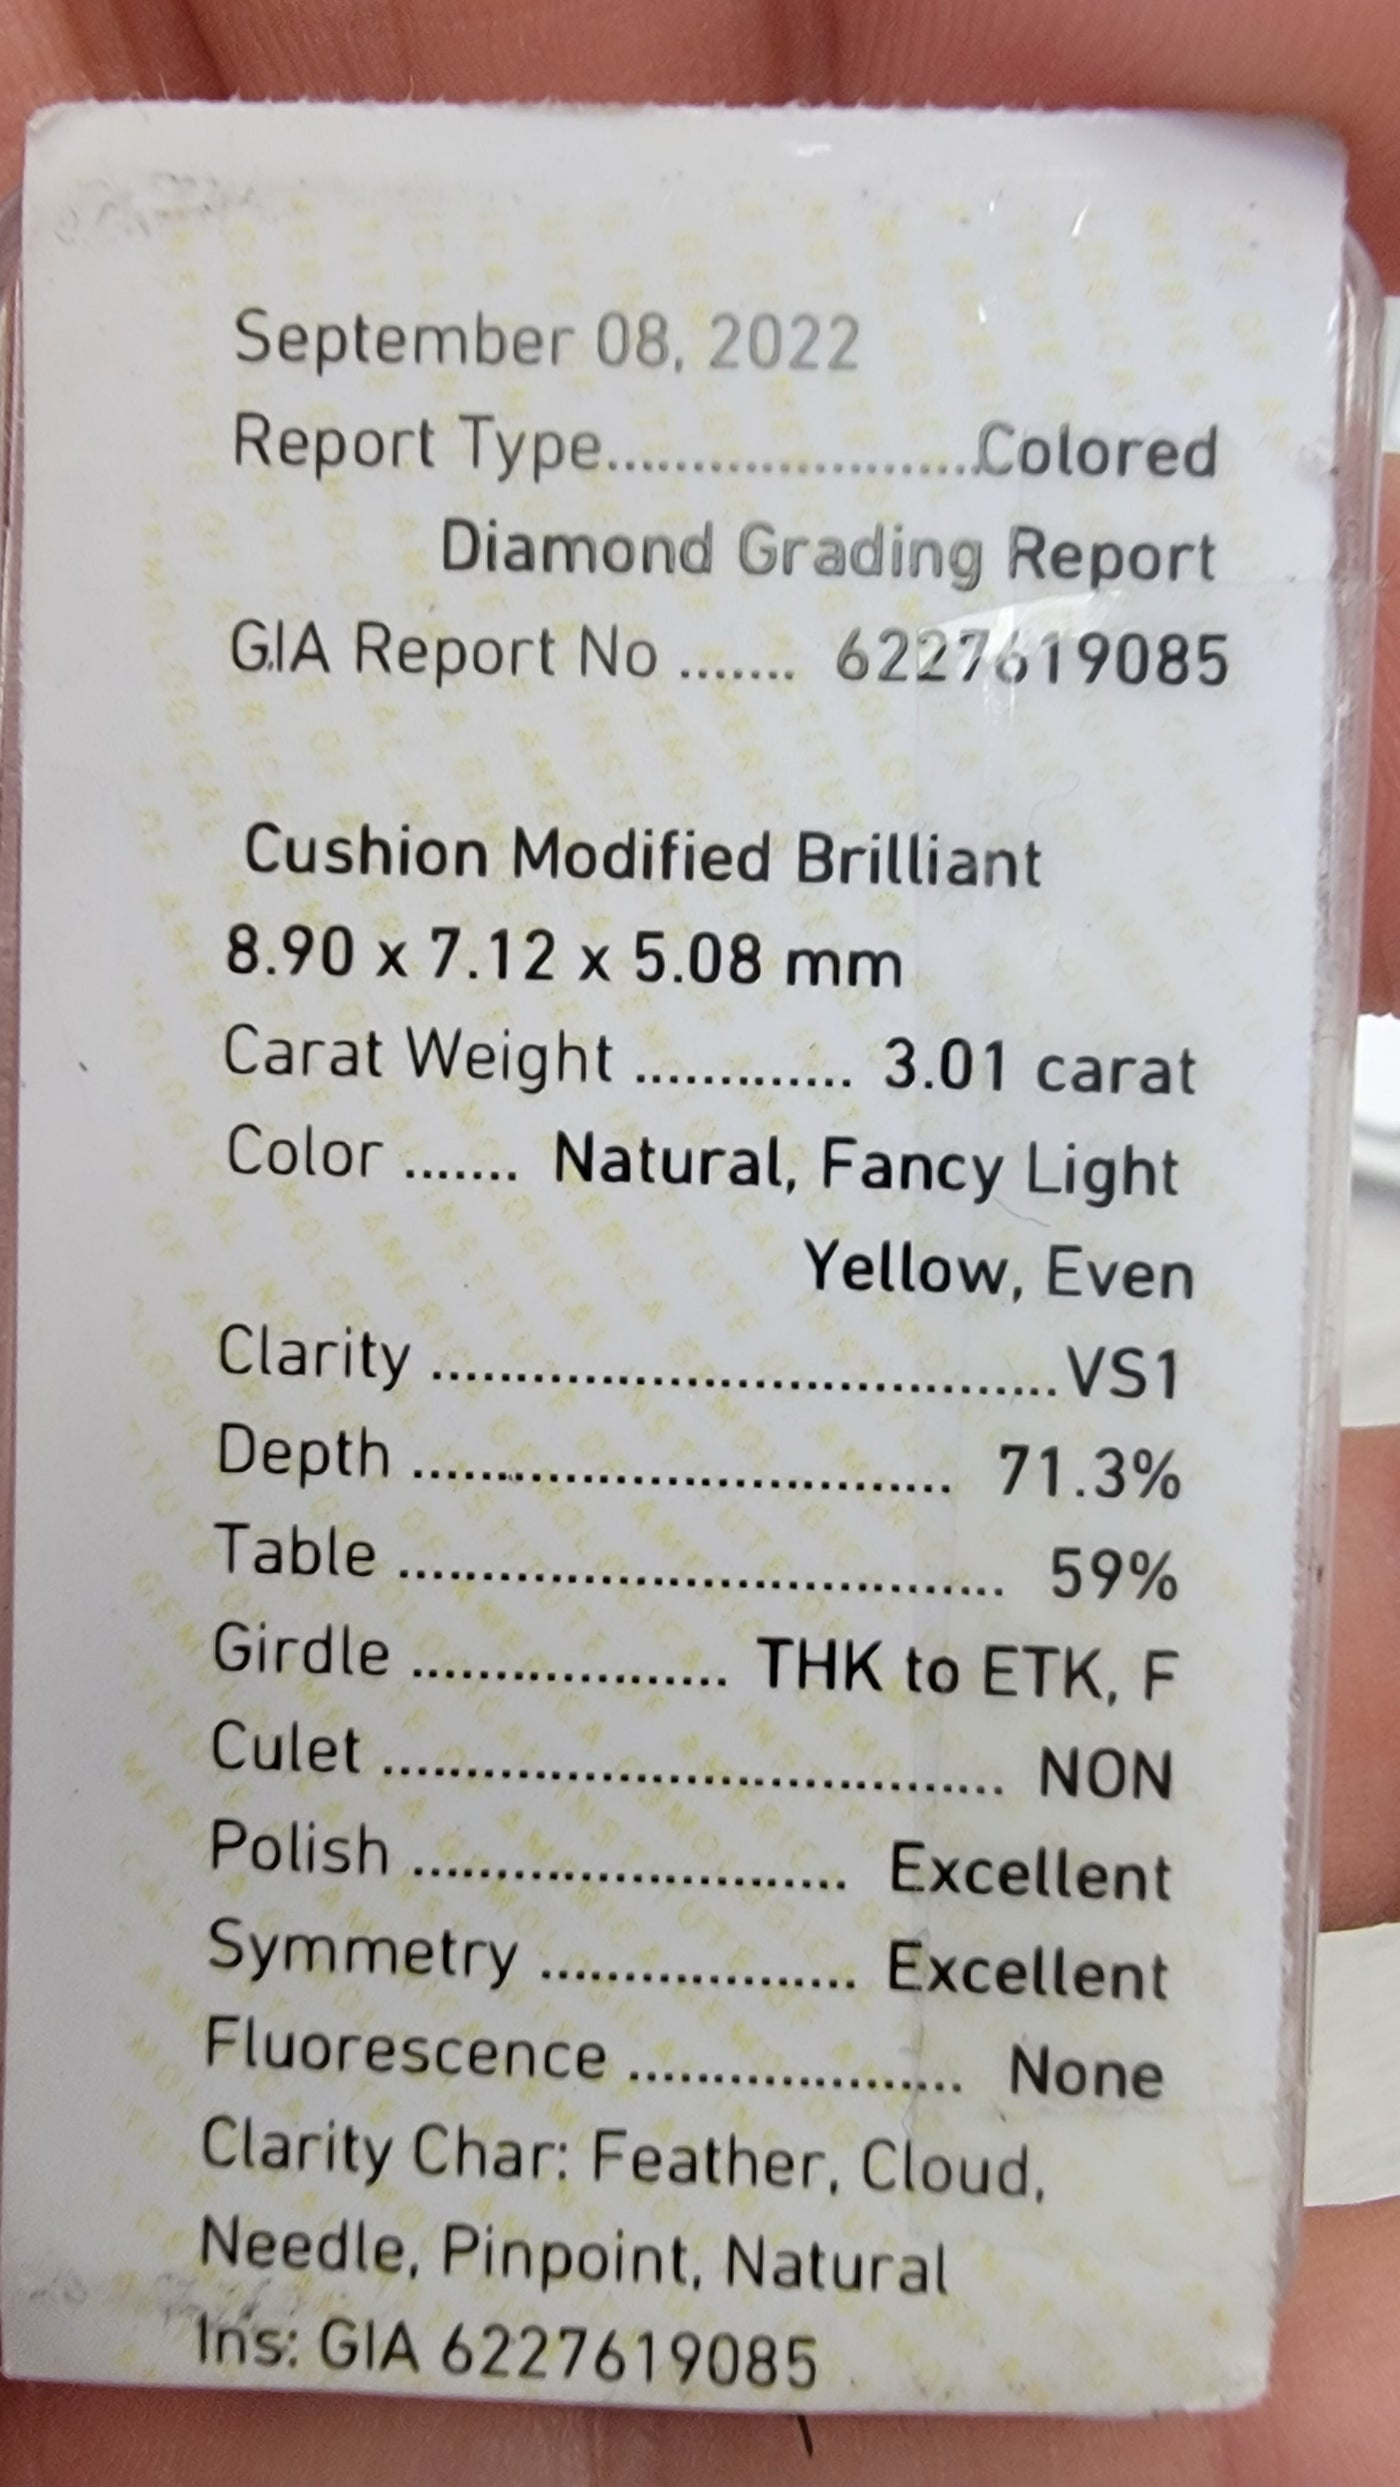 September 08, 2022
Report Type......................Colored
Diamond Grading Report
GIA Report No ....... 6227619085
Cushion Modified Brilliant
8.90 x 7.12 x 5.08 mm
Carat Weight ............. 3.01 carat
Color ....... Natural, Fancy Light
Yellow, Even
Clarity ......................................VS1
Depth ................................. 71.3%
Table ..................................... 59%
Girdle ................... THK to ETK, F
Culet ...................................... NON
Polish .......................... Excellent
Symmetry ................... Excellent
Fluorescence .................... None
Clarity Char: Feather, Cloud,
Needle, Pinpoint, Natural
Ins: GIA 6227619085